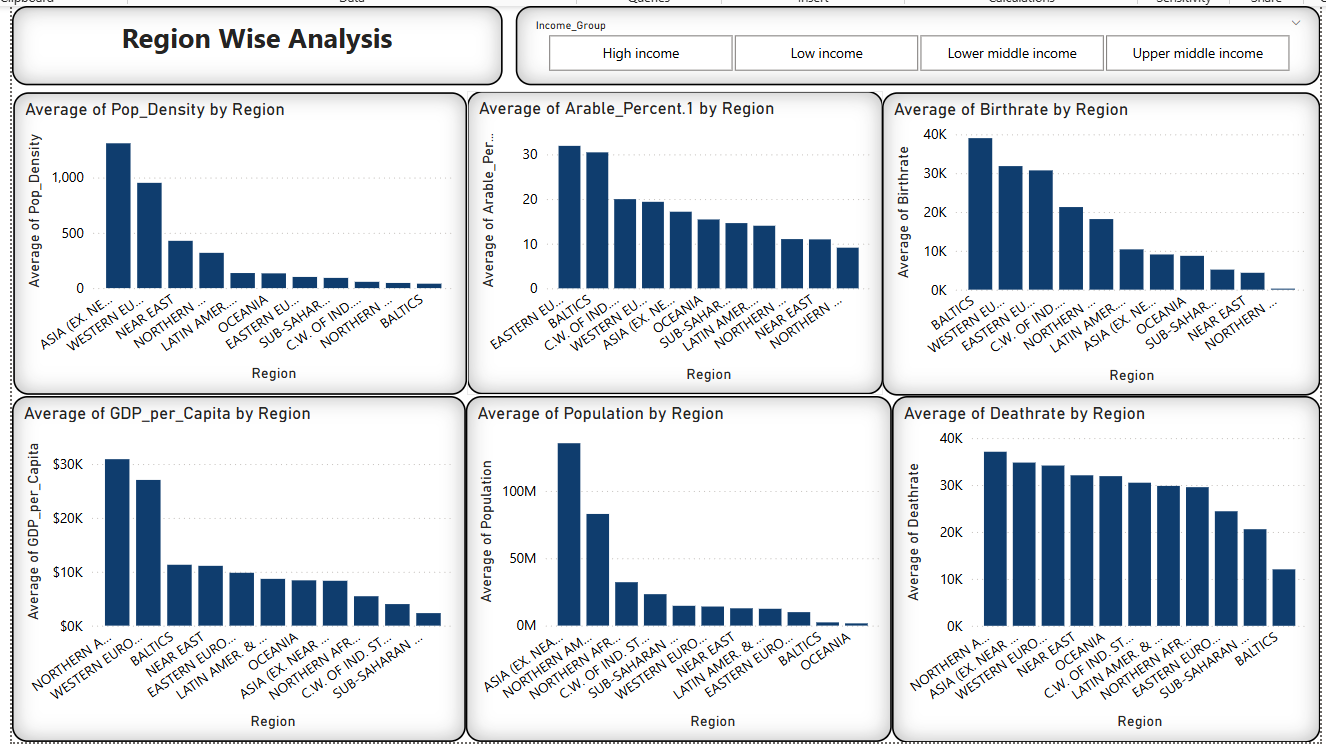 Region Wise Analysis
Income_Group
High income
Low income
Lower middle income
Upper middle income
Average of Pop_Density by Region
Average of Pop_Density
1,000
500
0
ASIA (EX. NE...
WESTERN EU...
NEAR EAST
NORTHERN ...
LATIN AMER....
OCEANIA
EASTERN EU...
SUB-SAHAR...
C.W. OF IND....
NORTHERN ...
BALTICS
Region
Average of Arable_Percent.1 by Region
Average of Arable_Per...
30
20
10
0
EASTERN EU...
BALTICS
C.W. OF IND....
WESTERN EU...
ASIA (EX. NE...
OCEANIA
SUB-SAHAR...
LATIN AMER....
NORTHERN ...
NEAR EAST
NORTHERN ...
Region
Average of Birthrate by Region
Average of Birthrate
40K
30K
20K
10K
0K
BALTICS
WESTERN EU...
EASTERN EU...
C.W. OF IND....
NORTHERN ...
LATIN AMER....
ASIA (EX. NE...
OCEANIA
SUB-SAHAR...
NEAR EAST
NORTHERN ...
Region
Average of GDP_per_Capita by Region
Average of GDP_per_Capita
$30K
$20K
$10K
$0K
NORTHERN A...
WESTERN EURO...
BALTICS
NEAR EAST
EASTERN EURO...
LATIN AMER. &...
OCEANIA
ASIA (EX. NEAR ...
NORTHERN AFR...
C.W. OF IND. ST...
SUB-SAHARAN ...
Region
Average of Population by Region
Average of Population
100M
50M
0M
ASIA (EX. NEA...
NORTHERN AM...
NORTHERN AFR...
C.W. OF IND. ST...
SUB-SAHARAN ...
WESTERN EURO...
NEAR EAST
LATIN AMER. & ...
EASTERN EURO...
BALTICS
OCEANIA
Region
Average of Deathrate by Region
Average of Deathrate
40K
30K
20K
10K
0K
NORTHERN A...
ASIA (EX. NEAR ...
WESTERN EURO...
NEAR EAST
OCEANIA
C.W. OF IND. ST...
LATIN AMER. & ...
NORTHERN AFR...
EASTERN EURO...
SUB-SAHARAN ...
BALTICS
Region